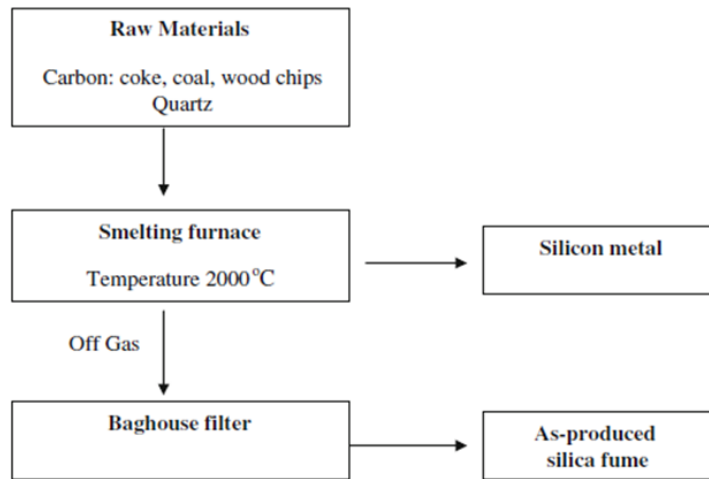 Raw Materials
Carbon: coke, coal, wood chips
Quartz
Smelting furnace
Temperature 2000°C
Silicon metal
Off Gas
Baghouse filter
As-produced
silica fume